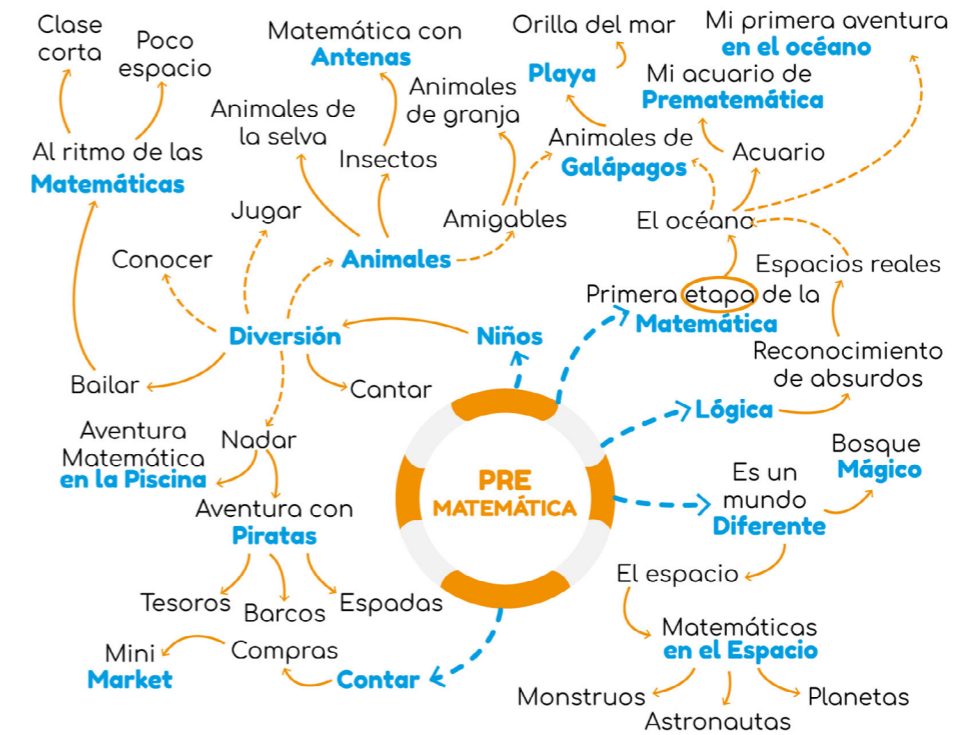 Clase
corta
Poco
espacio
Al ritmo de las
Matemáticas
Matemática con
Antenas
Animales de
la selva
Insectos
Animales
de granja
Jugar
Conocer
Animales
Amigables
Orilla del mar
Playa
Animales de
Galápagos
Mi primera aventura
en el océano
Mi acuario de
Prematemática
Acuario
El océano
Espacios reales
Primera etapa de la
Matemática
Diversión
Niños
Bailar
Cantar
Reconocimiento
de absurdos
Lógica
Aventura
Matemática
en la Piscina
Nadar
Aventura con
Piratas
Tesoros
Barcos
Espadas
PRE
MATEMÁTICA
Es un
mundo
Diferente
Bosque
Mágico
El espacio
Matemáticas
en el Espacio
Monstruos
Astronautas
Planetas
Mini
Market
Compras
Contar